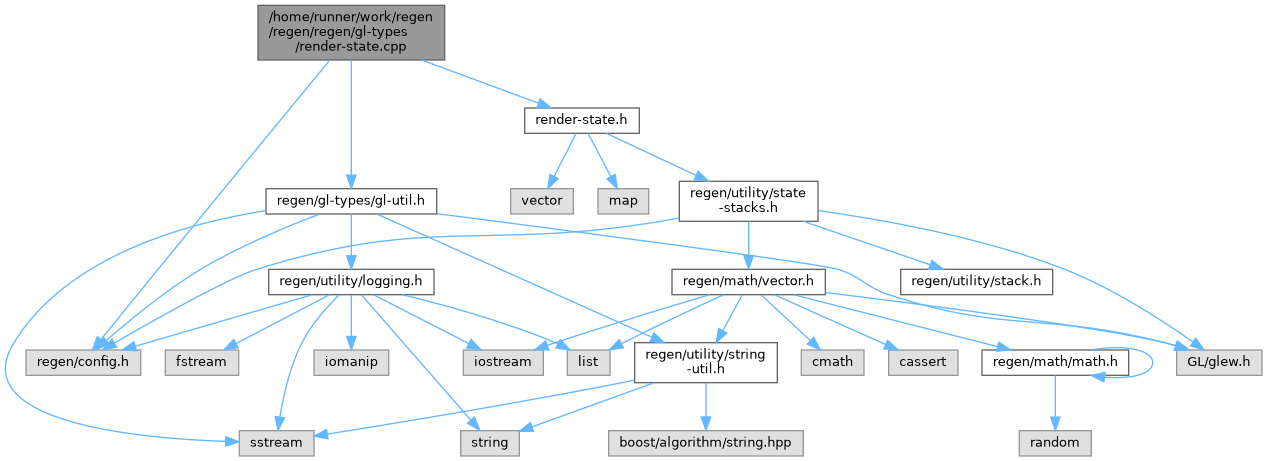 /home/runner/work/regen
/regen/regen/gl-types
/render-state.cpp
render-state.h
vector
map
regen/utility/state
-stacks.h
regen/gl-types/gl-util.h
regen/utility/logging.h
regen/math/vector.h
regen/utility/stack.h
regen/config.h
fstream
iomanip
iostream
list
regen/utility/string
-util.h
cmath
cassert
regen/math/math.h
GL/glew.h
sstream
string
boost/algorithm/string.hpp
random